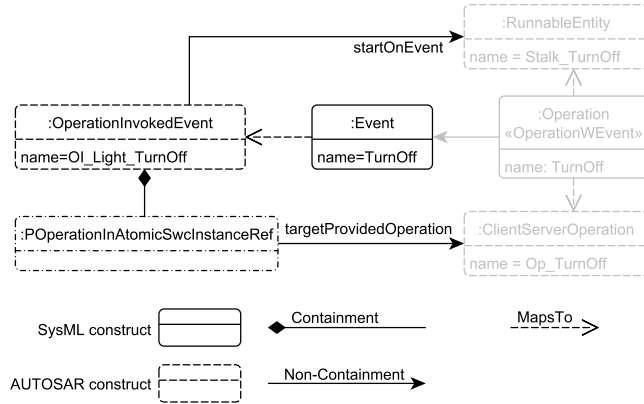 :RunnableEntity
name = Stalk_TurnOff
startOnEvent
:OperationInvokedEvent
name=OI_Light_TurnOff
:Event
name=TurnOff
:Operation
«OperationWEvent»
name: TurnOff
:POperationInAtomicSwcInstanceRef
targetProvidedOperation
:ClientServerOperation
name = Op_TurnOff
SysML construct
Containment
MapsTo
AUTOSAR construct
Non-Containment